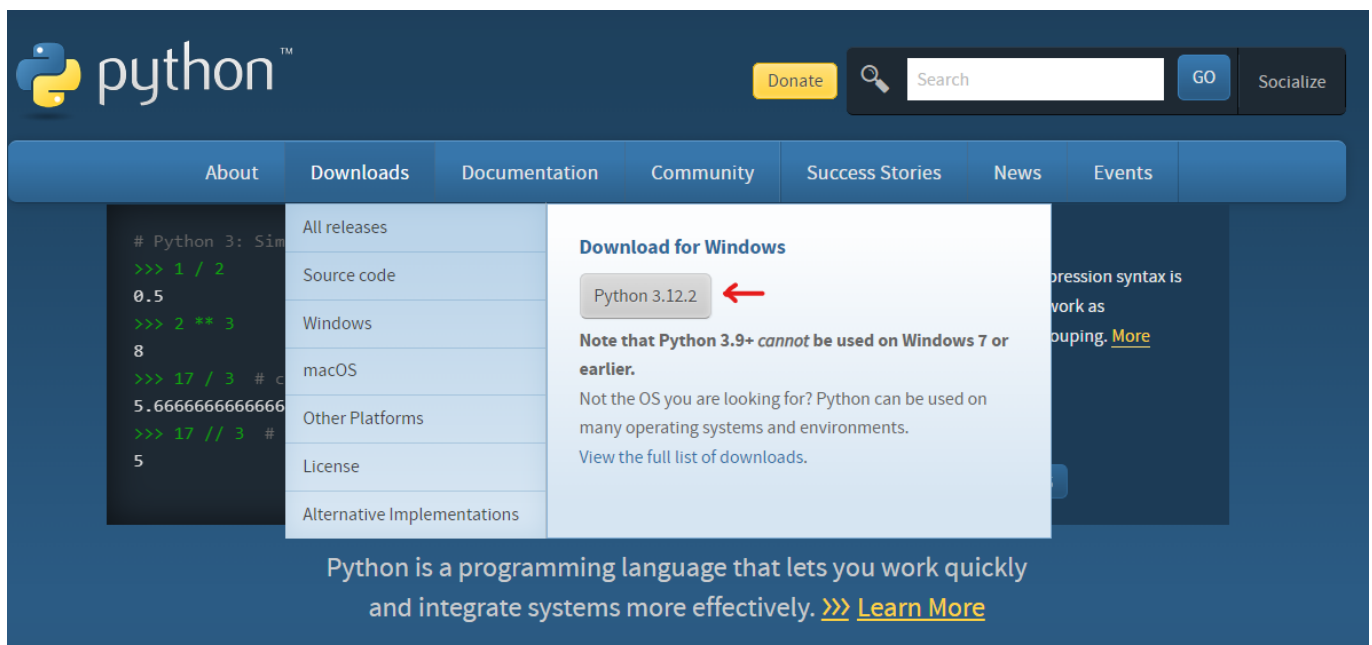 python™
Donate
Search
GO
Socialize
About
Downloads
Documentation
Community
Success Stories
News
Events
# Python 3: Sim
>>> 1 / 2
0.5
>>> 2 ** 3
8
>>> 17 / 3 # c
5.6666666666666
>>> 17 // 3 #
5
All releases
Source code
Windows
macOS
Other Platforms
License
Alternative Implementations
Download for Windows
Python 3.12.2
Note that Python 3.9+ cannot be used on Windows 7 or
earlier.
Not the OS you are looking for? Python can be used on
many operating systems and environments.
View the full list of downloads.
pression syntax is
work as
ouping. More
Python is a programming language that lets you work quickly
and integrate systems more effectively. >>> Learn More